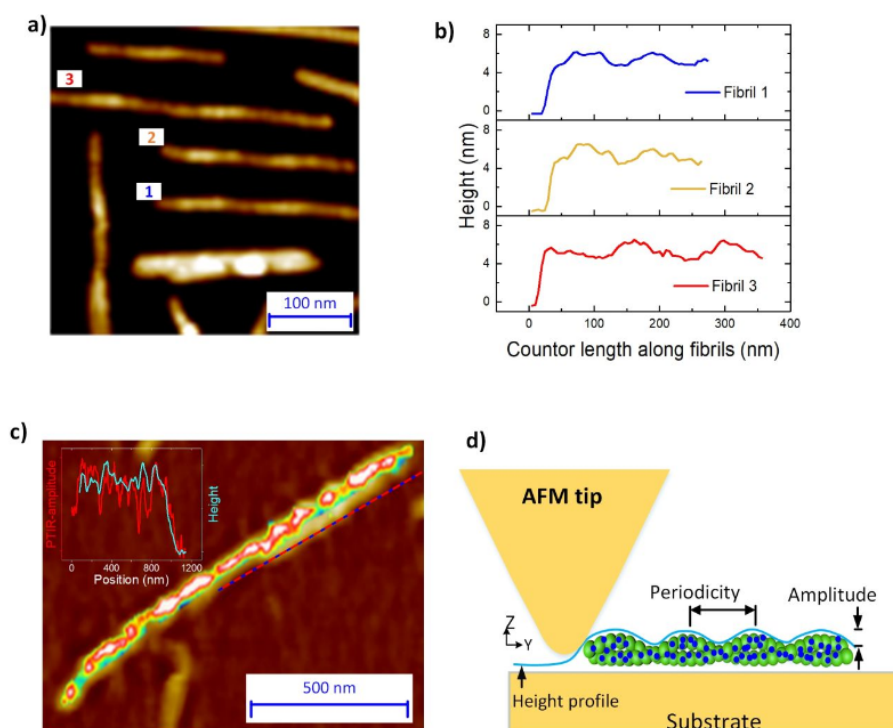 a)
3
2
1
100 nm
b)
8
4
0
Fibril 1
8
4
0
Fibril 2
8
4
0
Fibril 3
Height (nm)
0 100 200 300 400
Countor length along fibrils (nm)
c)
PTIR-amplitude
Height
0 400 800 1200
Position (nm)
500 nm
d)
AFM tip
Periodicity
Amplitude
Z
Y
Height profile
Substrate